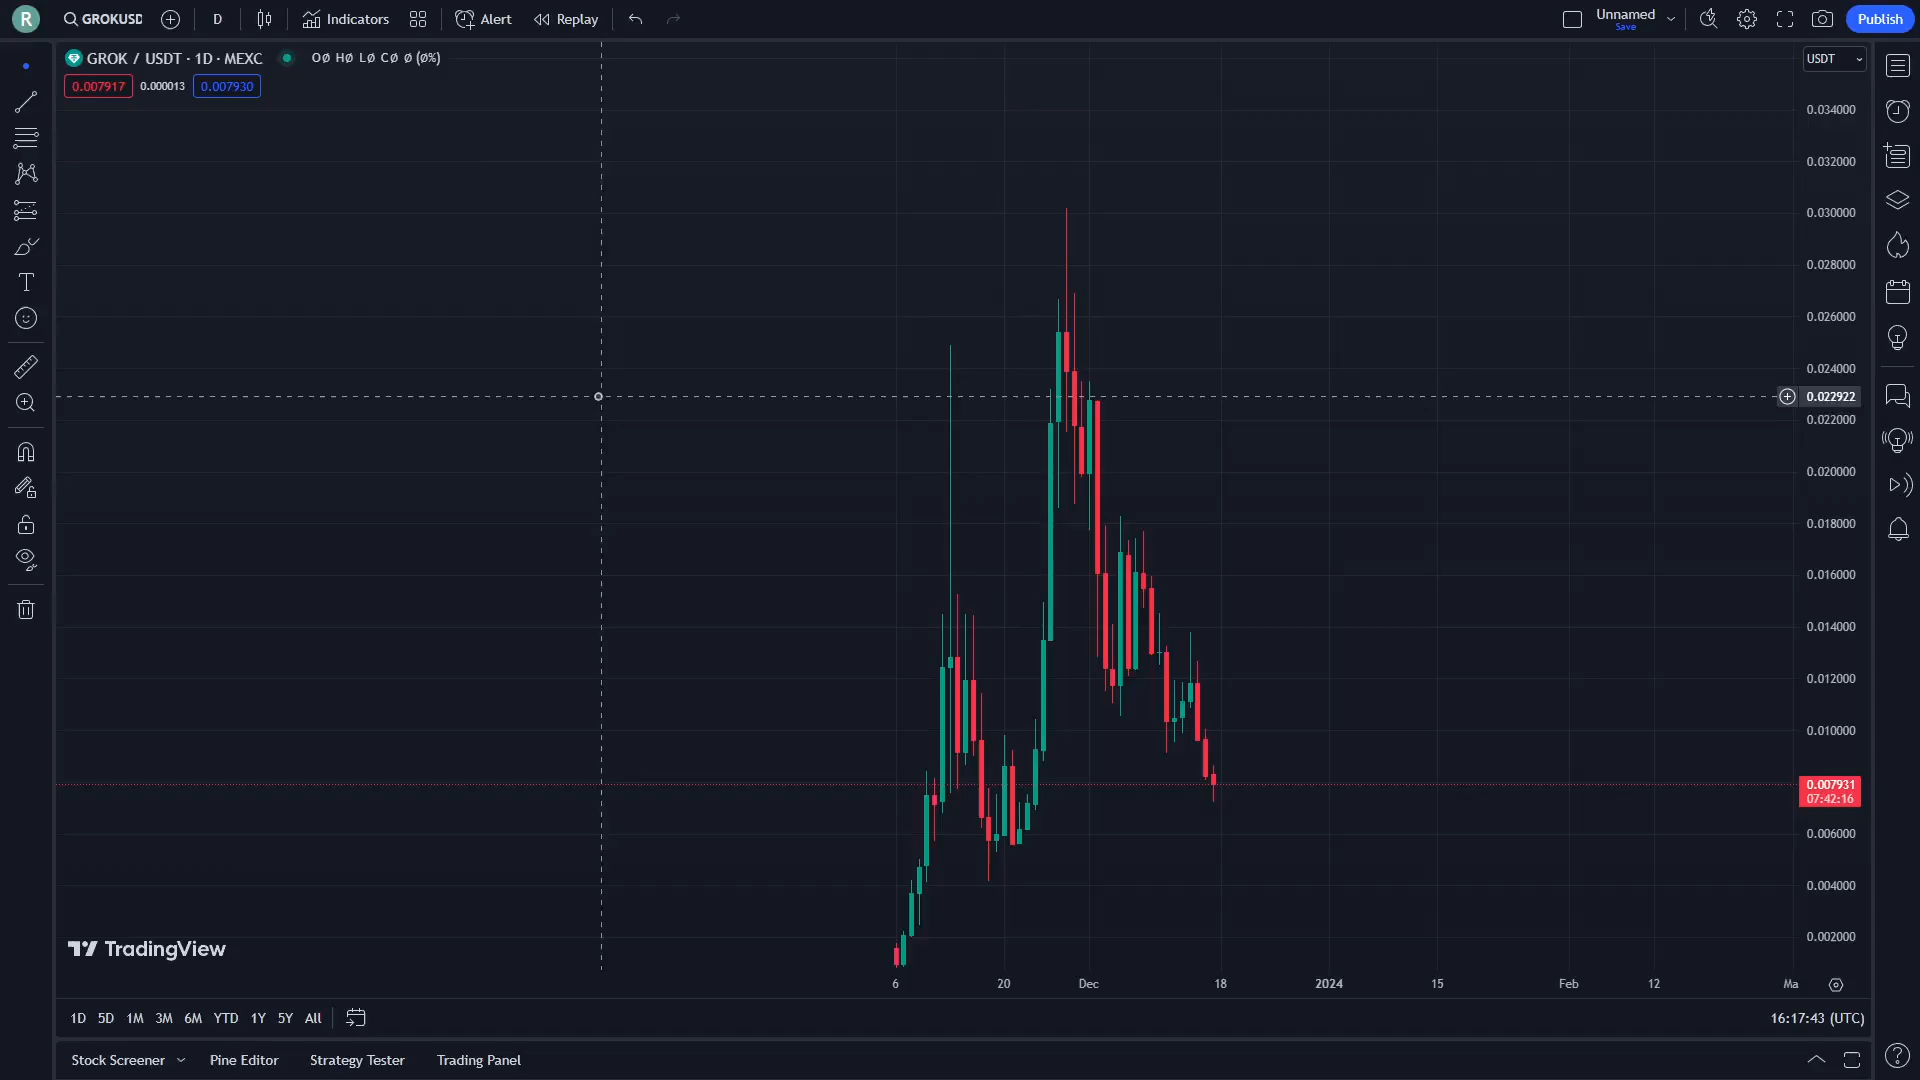 R
GROKUSD
D
Indicators
Alert
Replay
Unnamed
Save
Publish
GROK / USDT · 1D · MEXC
OØ HØ LØ CØ Ø (Ø%)
0.007917
0.000013
0.007930
USDT
0.034000
0.032000
0.030000
0.028000
0.026000
0.024000
0.022922
0.022000
0.020000
0.018000
0.016000
0.014000
0.012000
0.010000
0.007931
07:42:16
0.006000
0.004000
0.002000
TradingView
6 20 Dec 18 2024 15 Feb 12 Ma
1D 5D 1M 3M 6M YTD 1Y 5Y All
16:17:43 (UTC)
Stock Screener
Pine Editor
Strategy Tester
Trading Panel